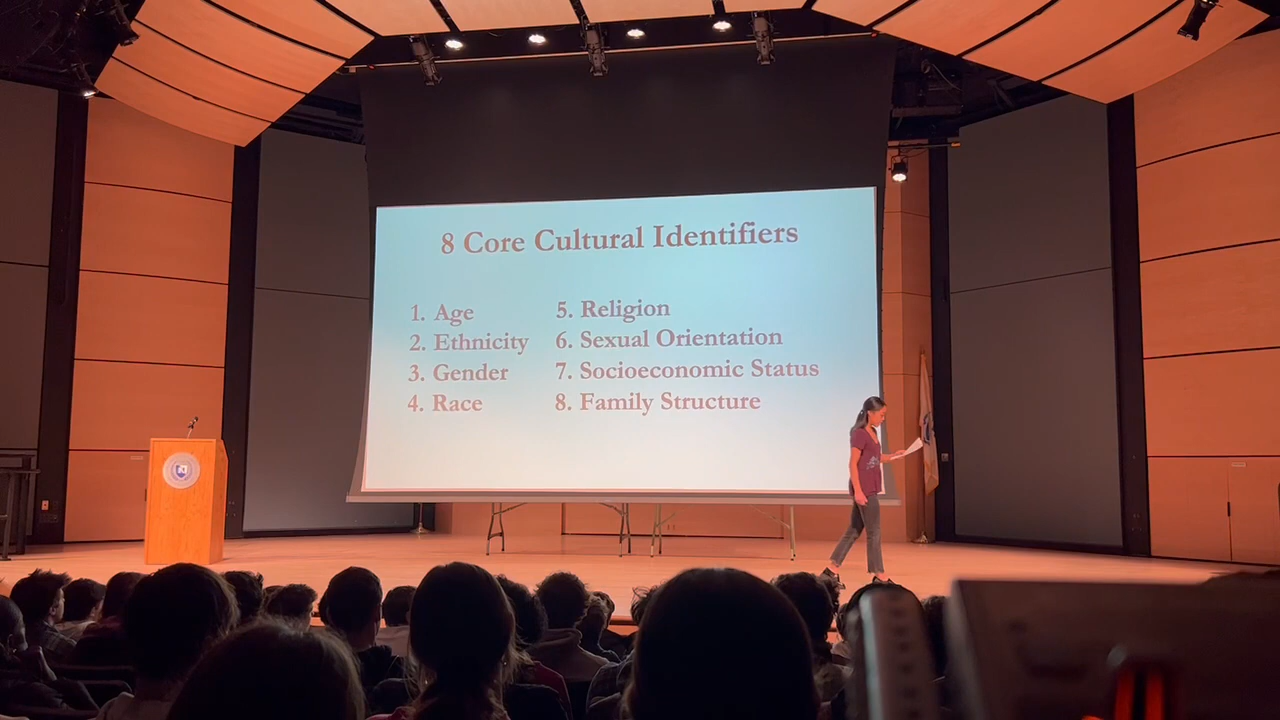 8 Core Cultural Identifiers
1. Age
2. Ethnicity
3. Gender
4. Race
5. Religion
6. Sexual Orientation
7. Socioeconomic Status
8. Family Structure